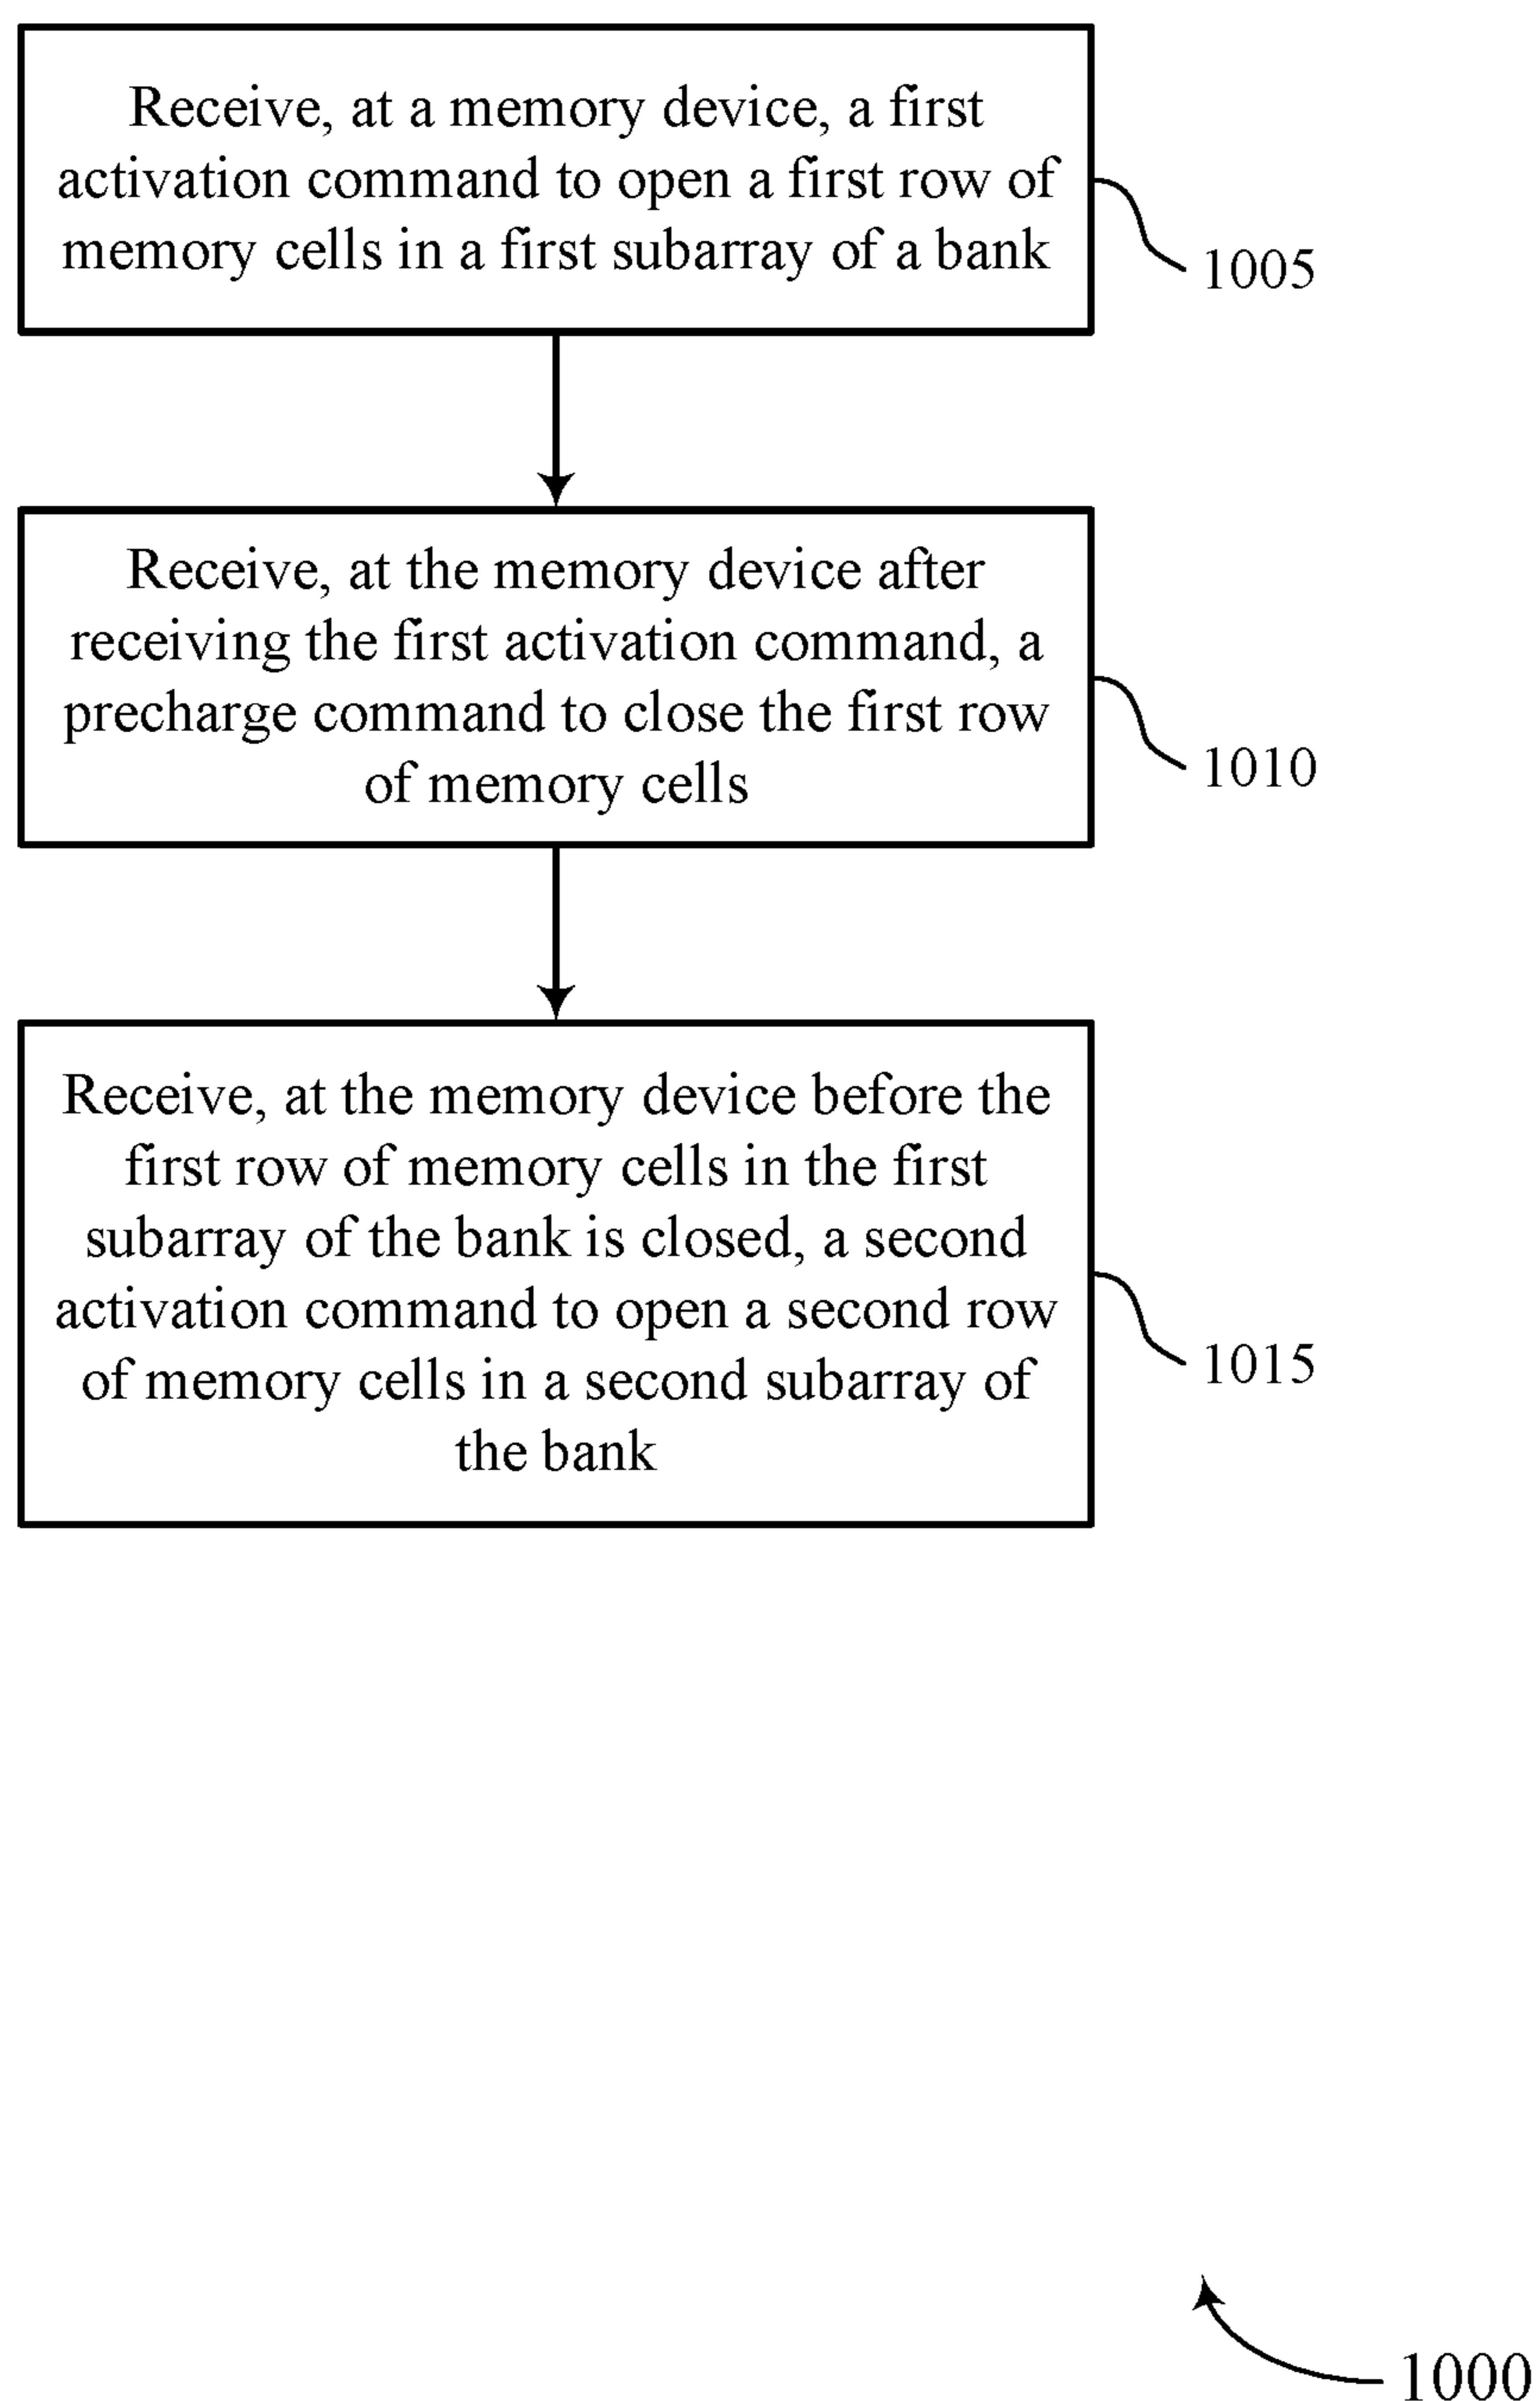 Receive, at a memory device, a first
activation command to open a first row of
memory cells in a first subarray of a bank
1005
Receive, at the memory device after
receiving the first activation command, a
precharge command to close the first row
of memory cells
1010
Receive, at the memory device before the
first row of memory cells in the first
subarray of the bank is closed, a second
activation command to open a second row
of memory cells in a second subarray of
the bank
1015
1000